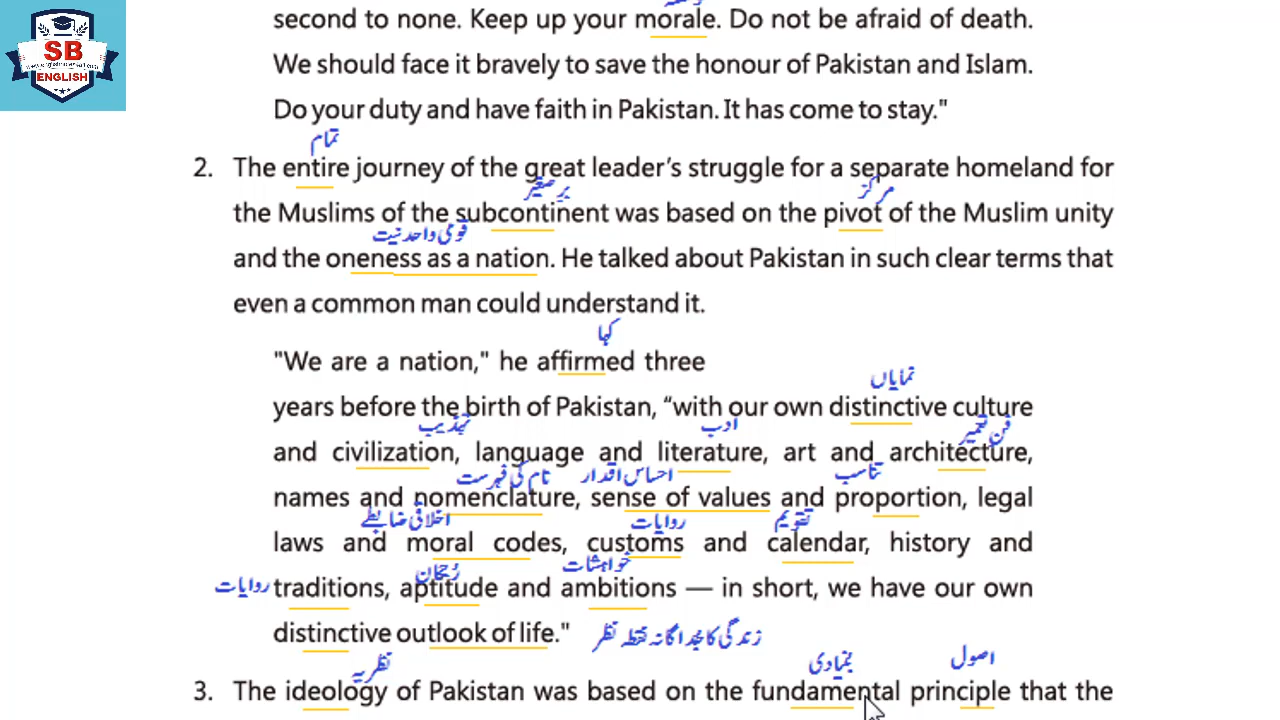 second to none. Keep up your morale. Do not be afraid of death.
SB
ENGLISH
We should face it bravely to save the honour of Pakistan and Islam.
Do your duty and have faith in Pakistan. It has come to stay."
تمام
2. The entire journey of the great leader's struggle for a separate homeland for
برصغیر مرکز
the Muslims of the subcontinent was based on the pivot of the Muslim unity
قومی واحدنیت
and the oneness as a nation. He talked about Pakistan in such clear terms that
even a common man could understand it.
کہا
"We are a nation," he affirmed three
نمایاں
years before the birth of Pakistan, “with our own distinctive culture
تہذیب ادب فن تعمیر
and civilization, language and literature, art and architecture,
نام کی فہرست احساس اقدار تناسب
names and nomenclature, sense of values and proportion, legal
اخلاقی ضابطے روایات تقویم
laws and moral codes, customs and calendar, history and
روایات رُجحان خواہشات
traditions, aptitude and ambitions — in short, we have our own
distinctive outlook of life." زندگی کا جُداگانہ نقطہ نظر
نظریہ بنیادی اصول
3. The ideology of Pakistan was based on the fundamental principle that the